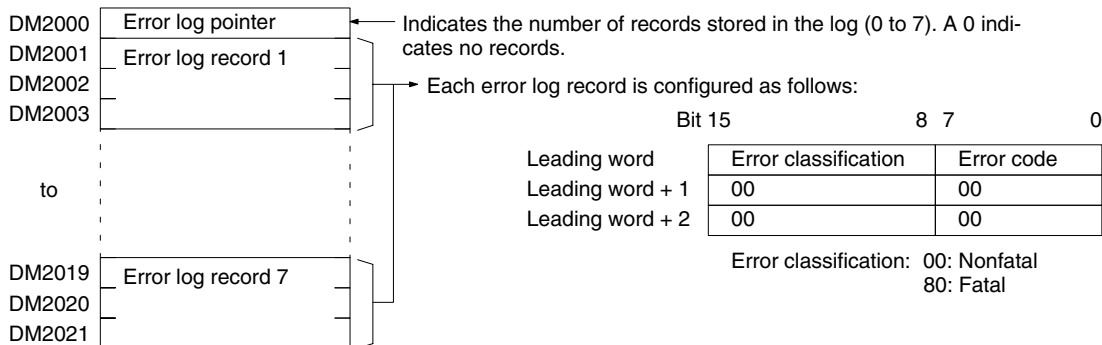 DM2000 Error log pointer
Indicates the number of records stored in the log (0 to 7). A 0 indi-
cates no records.
DM2001 Error log record 1
DM2002
DM2003
Each error log record is configured as follows:
Bit 15 8 7 0
Leading word Error classification Error code
Leading word + 1 00 00
Leading word + 2 00 00
Error classification: 00: Nonfatal
80: Fatal
to
DM2019 Error log record 7
DM2020
DM2021